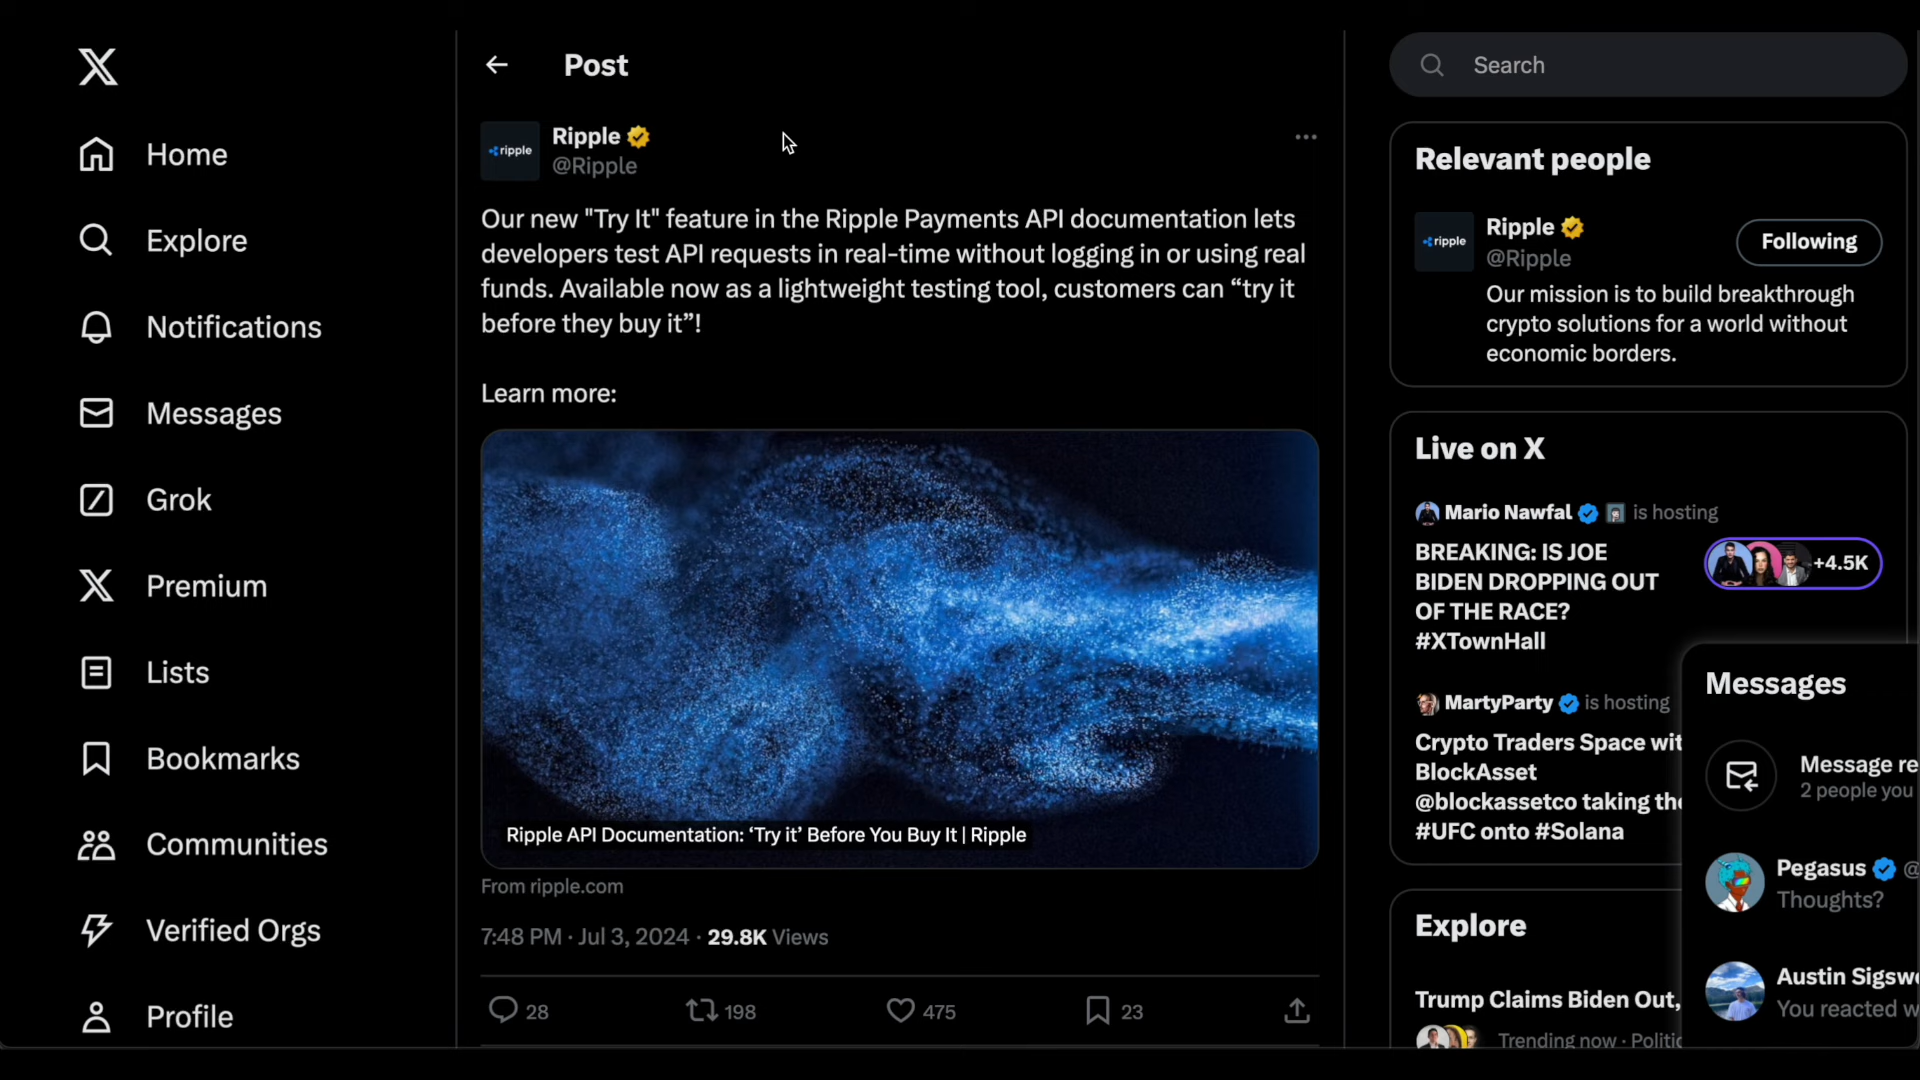 Home
Explore
Notifications
Messages
Grok
Premium
Lists
Bookmarks
Communities
Verified Orgs
Profile
Post
ripple
Ripple
@Ripple
Our new "Try It" feature in the Ripple Payments API documentation lets
developers test API requests in real-time without logging in or using real
funds. Available now as a lightweight testing tool, customers can “try it
before they buy it”!
Learn more:
Ripple API Documentation: ‘Try it’ Before You Buy It | Ripple
From ripple.com
7:48 PM · Jul 3, 2024 · 29.8K Views
28 198 475 23
Search
Relevant people
ripple
Ripple
@Ripple
Following
Our mission is to build breakthrough
crypto solutions for a world without
economic borders.
Live on X
Mario Nawfal is hosting
BREAKING: IS JOE
BIDEN DROPPING OUT
OF THE RACE?
#XTownHall
+4.5K
MartyParty is hosting
Crypto Traders Space wit
BlockAsset
@blockassetco taking the
#UFC onto #Solana
Explore
Trump Claims Biden Out,
Trending now · Politic
Messages
Message re
2 people you
Pegasus @
Thoughts?
Austin Sigswe
You reacted w